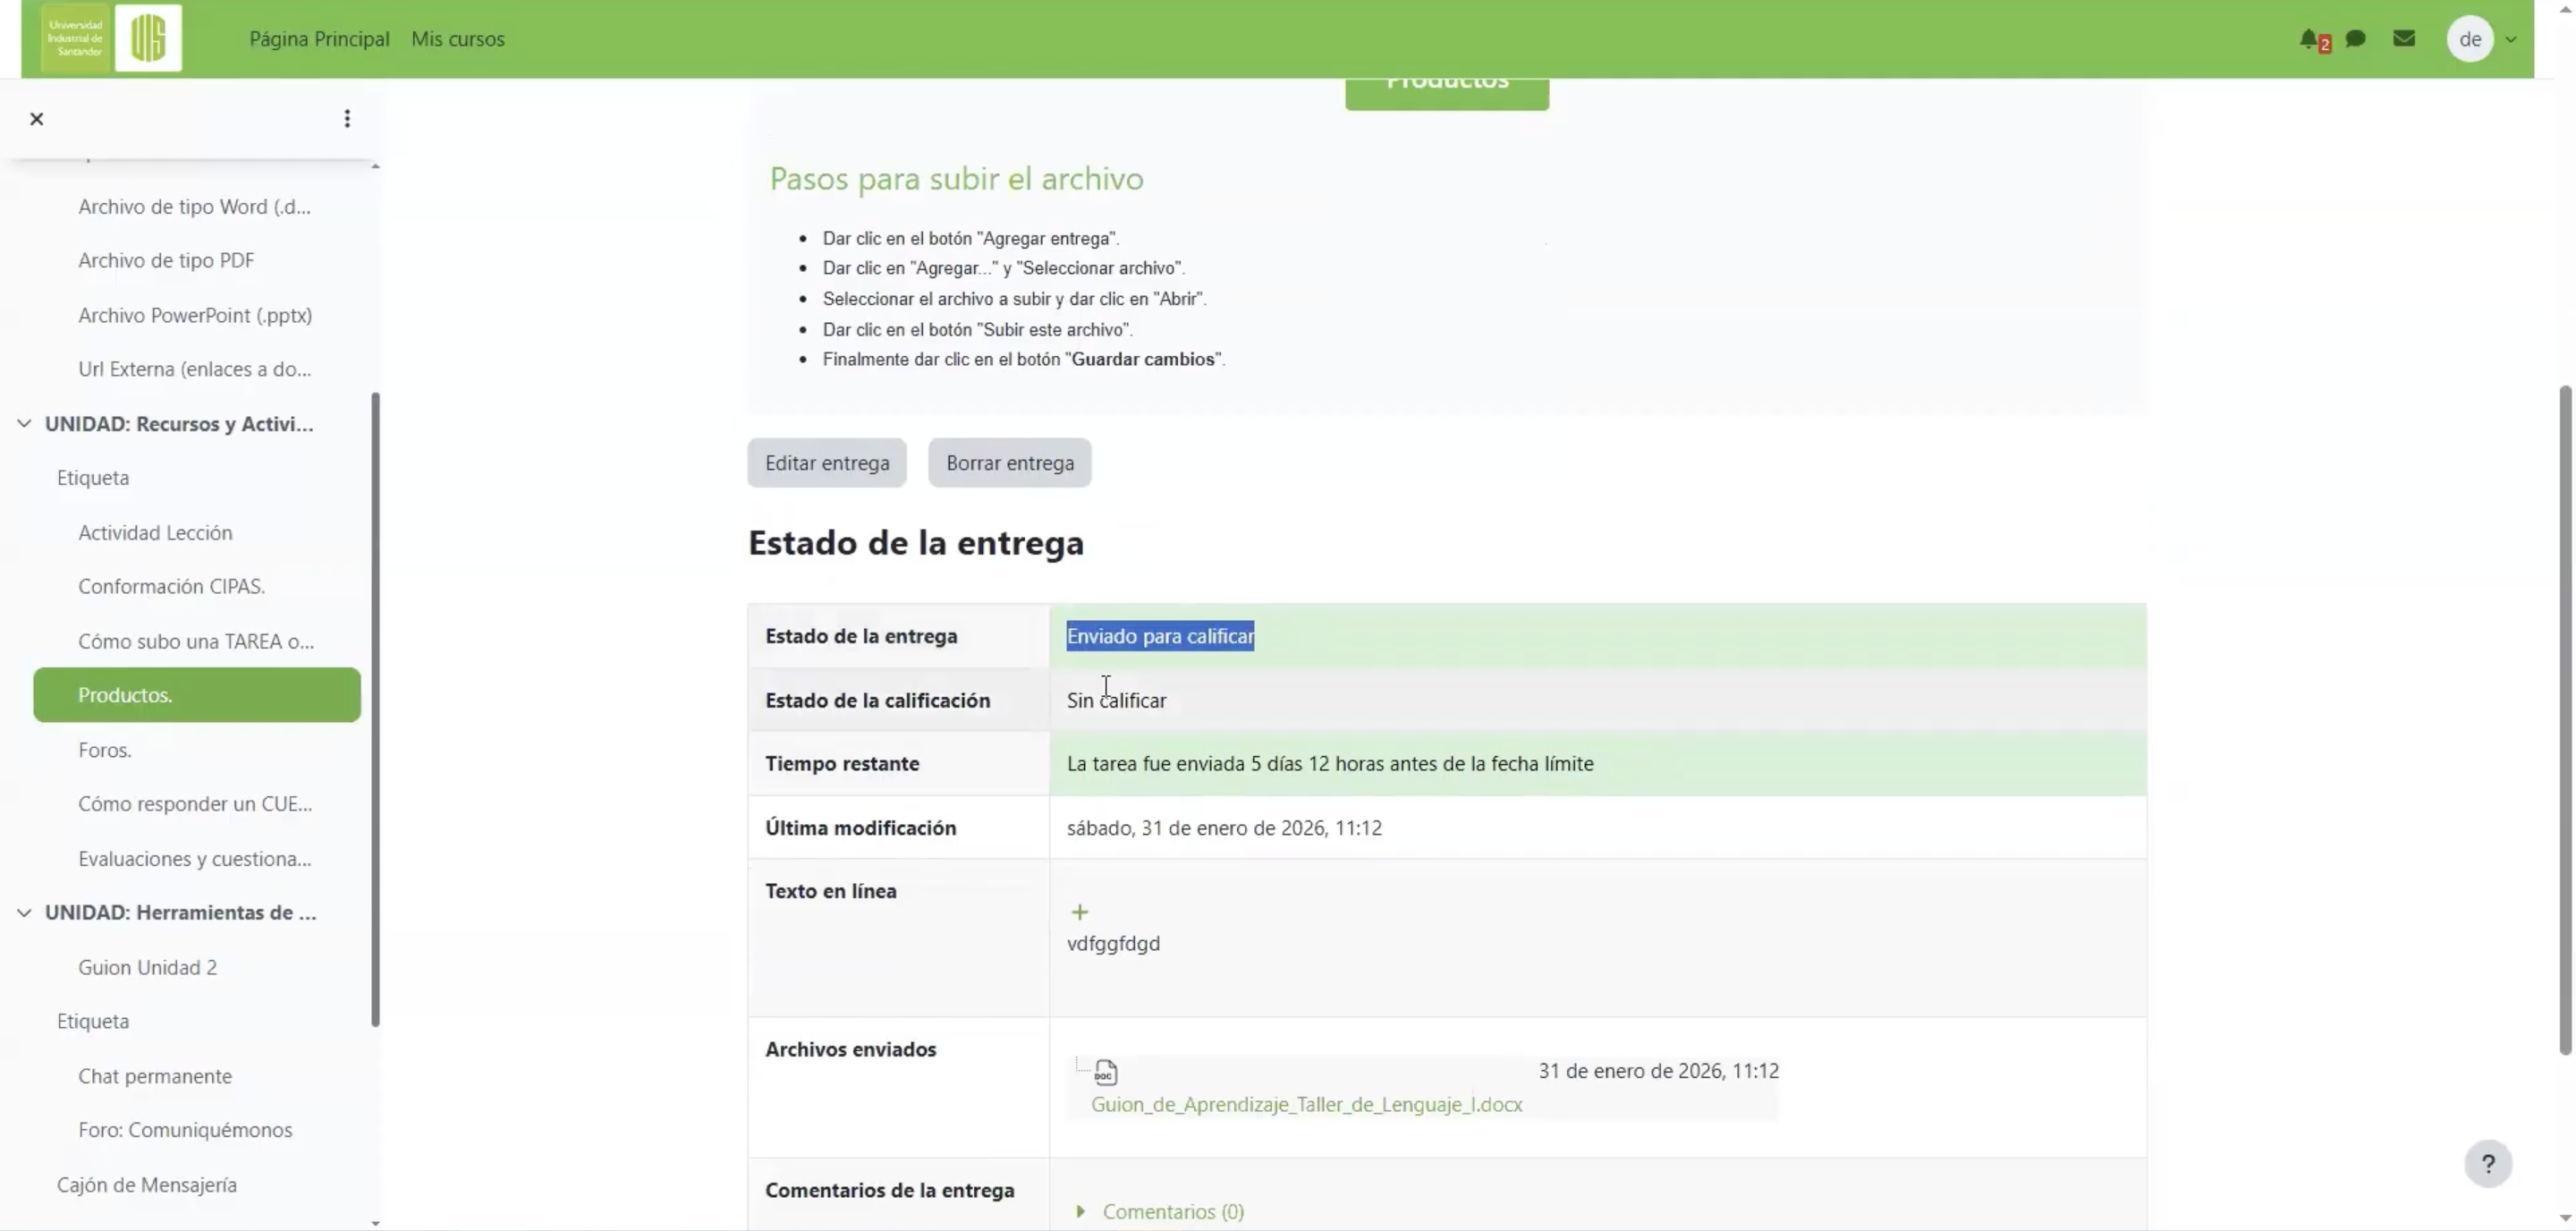 Universidad
Industrial de
Santander
UIS
Página Principal
Mis cursos
2
de
Productos
Archivo de tipo Word (.d...
Archivo de tipo PDF
Archivo PowerPoint (.pptx)
Url Externa (enlaces a do...
UNIDAD: Recursos y Activi...
Etiqueta
Actividad Lección
Conformación CIPAS.
Cómo subo una TAREA o...
Productos.
Foros.
Cómo responder un CUE...
Evaluaciones y cuestiona...
UNIDAD: Herramientas de ...
Guion Unidad 2
Etiqueta
Chat permanente
Foro: Comuniquémonos
Cajón de Mensajería
Pasos para subir el archivo
• Dar clic en el botón "Agregar entrega".
• Dar clic en "Agregar..." y "Seleccionar archivo".
• Seleccionar el archivo a subir y dar clic en "Abrir".
• Dar clic en el botón "Subir este archivo".
• Finalmente dar clic en el botón "Guardar cambios".
Editar entrega
Borrar entrega
Estado de la entrega
Estado de la entrega Enviado para calificar
Estado de la calificación Sin calificar
Tiempo restante La tarea fue enviada 5 días 12 horas antes de la fecha límite
Última modificación sábado, 31 de enero de 2026, 11:12
Texto en línea
+
vdfggfdgd
Archivos enviados
DOC
31 de enero de 2026, 11:12
Guion_de_Aprendizaje_Taller_de_Lenguaje_I.docx
Comentarios de la entrega
Comentarios (0)
?